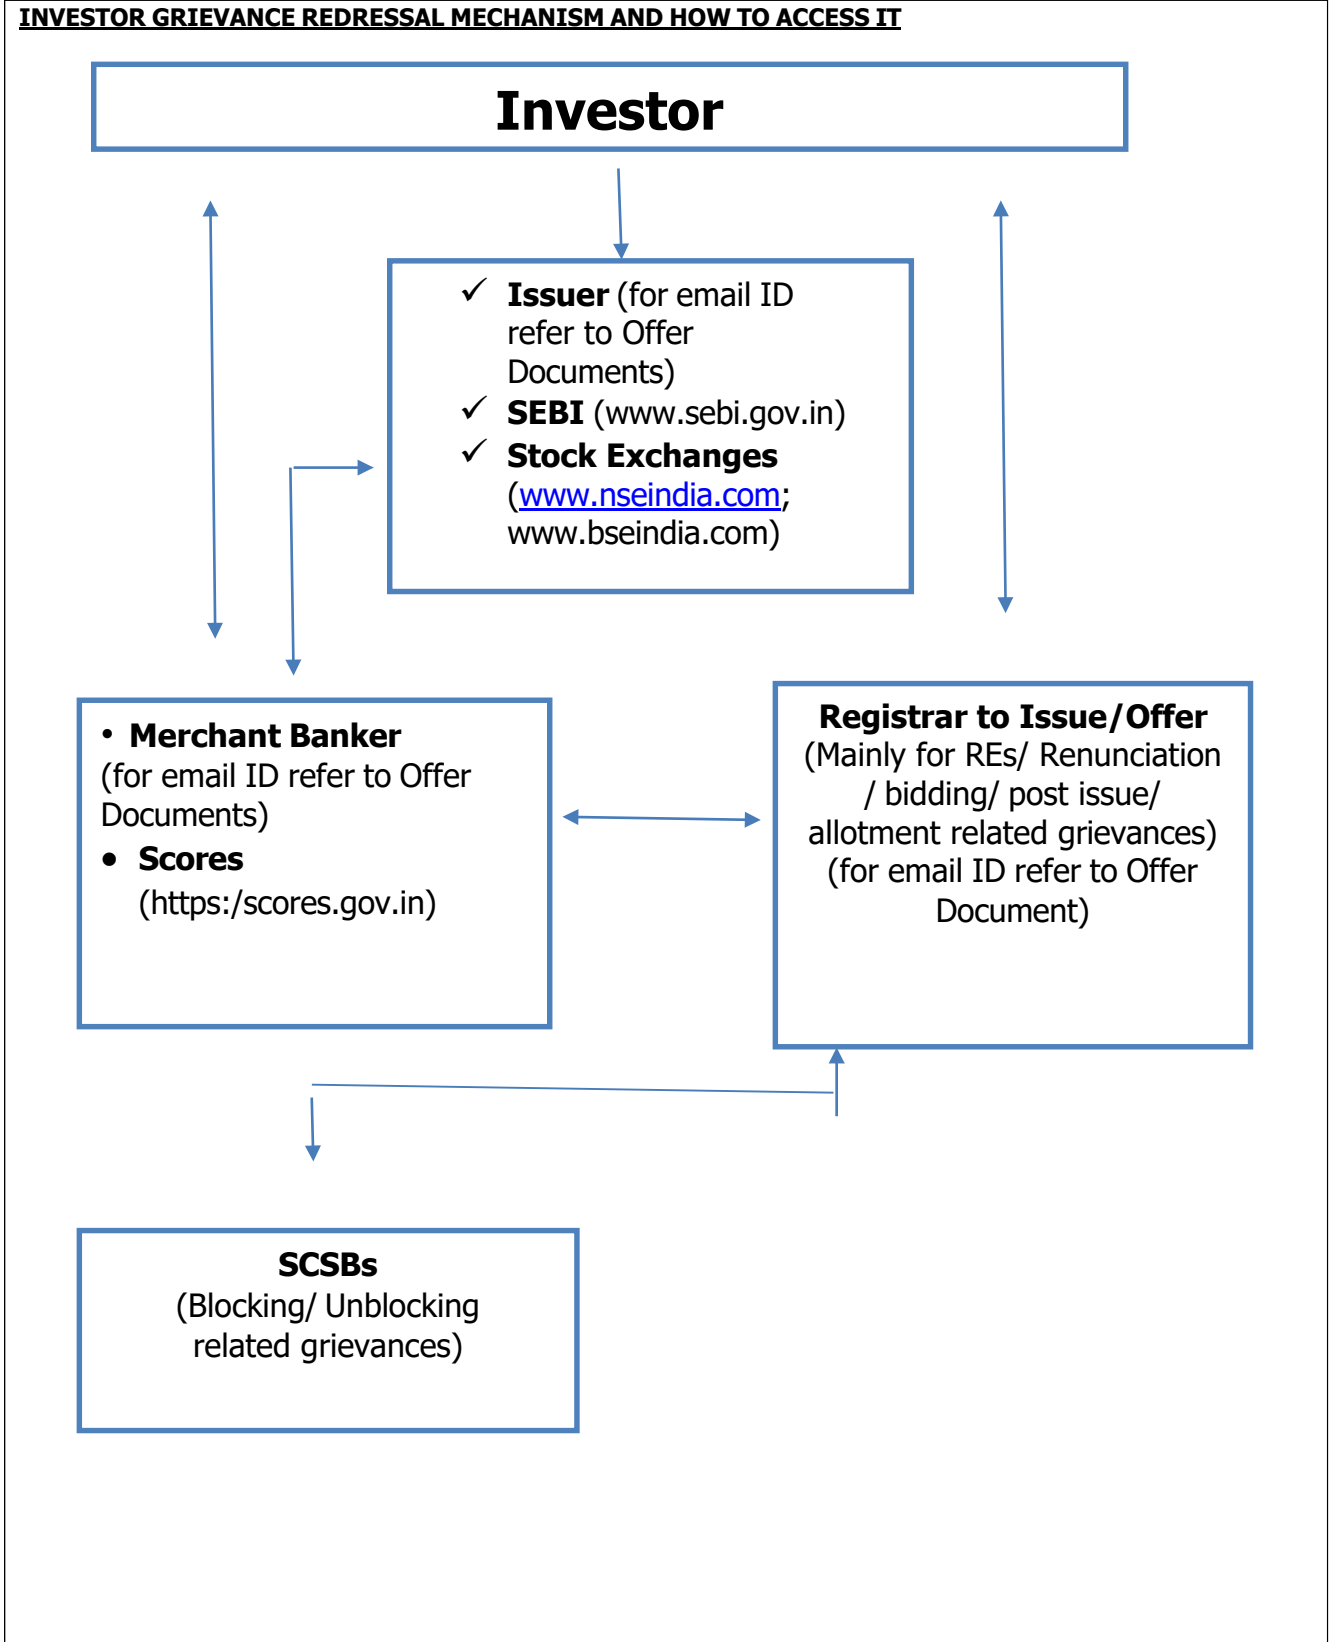 INVESTOR GRIEVANCE REDRESSAL MECHANISM AND HOW TO ACCESS IT
Investor
✓ Issuer (for email ID
refer to Offer
Documents)
✓ SEBI (www.sebi.gov.in)
✓ Stock Exchanges
(www.nseindia.com;
www.bseindia.com)
• Merchant Banker
(for email ID refer to Offer
Documents)
• Scores
(https:/scores.gov.in)
Registrar to Issue/Offer
(Mainly for REs/ Renunciation
/ bidding/ post issue/
allotment related grievances)
(for email ID refer to Offer
Document)
SCSBs
(Blocking/ Unblocking
related grievances)